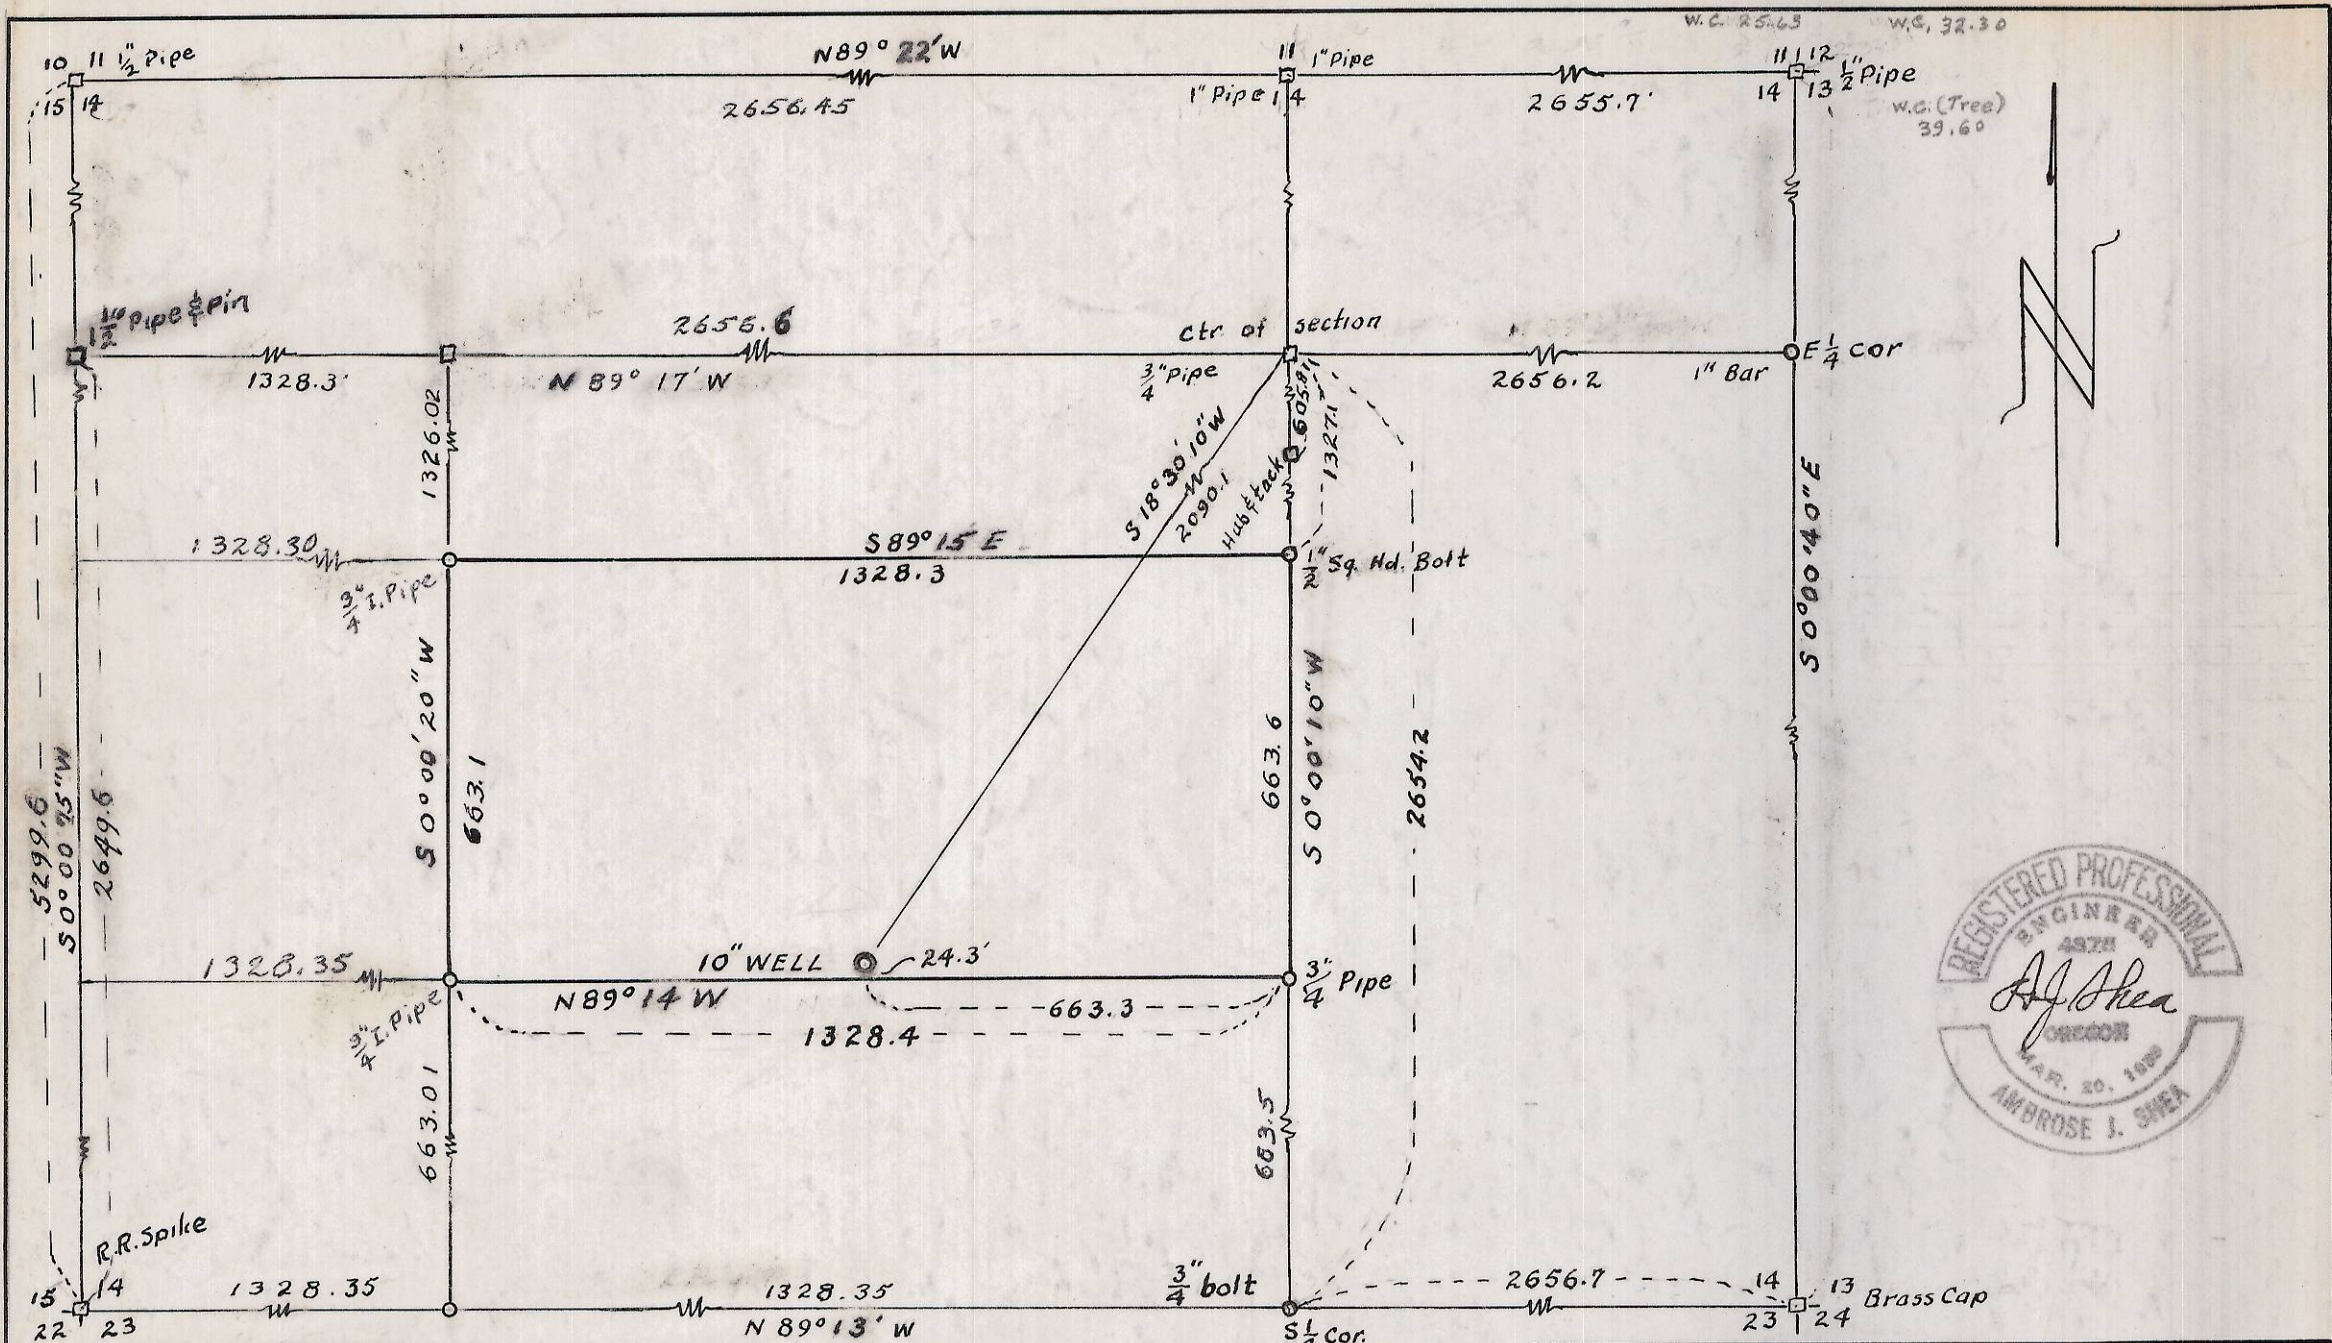 W.C. 25.63
W.C. 32.30
10 11 1/2" Pipe
N89° 22' W
11 1" Pipe
11 12 1/2" Pipe
15 14
2656.45
1" Pipe 14
2655.7'
14 13
W.C. (Tree)
39.60
1 1/2" Pipe & Pin
2656.6
Ctr of section
1328.3'
N 89° 17' W
3/4" Pipe
2656.2
1" Bar
E 1/4 Cor
1326.02
S 18° 30' 10" W
2090.1
Hub & tack
605.8
1327.1
S 0° 00' 40" E
1328.30
3/4" I. Pipe
S 89° 15 E
1328.3
1/2" Sq. Hd. Bolt
S 0° 00' 20" W
663.1
663.6
S 0° 00' 10" W
2654.2
5299.6
2649.6
1328.35
3/4" I. Pipe
10" WELL
24.3'
N 89° 14 W
663.3
1328.4
3/4" Pipe
663.01
663.5
REGISTERED PROFESSIONAL
ENGINEER
A J Shea
OREGON
AMBROSE J. SHEA
R.R. Spike
15 14
22 23
1328.35
1328.35
N 89° 13' W
3/4" bolt
S 1/4 Cor.
2656.7
14 13
23 24
Brass Cap